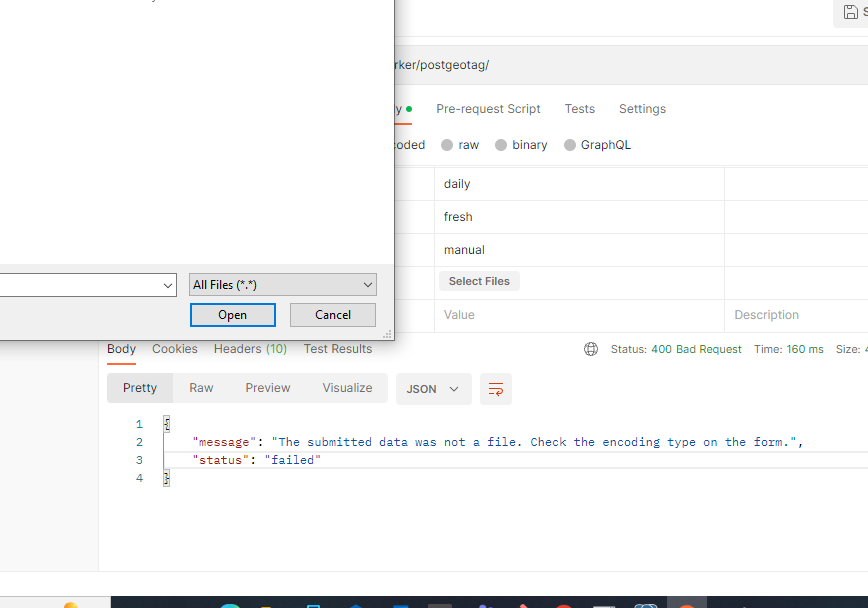 rker/postgeotag/
y Pre-request Script Tests Settings
coded raw binary GraphQL
daily
fresh
manual
Select Files
Value Description
All Files (*.*)
Open Cancel
Body Cookies Headers (10) Test Results Status: 400 Bad Request Time: 160 ms Size: 4
Pretty Raw Preview Visualize JSON
1 {
2 "message": "The submitted data was not a file. Check the encoding type on the form.",
3 "status": "failed"
4 }